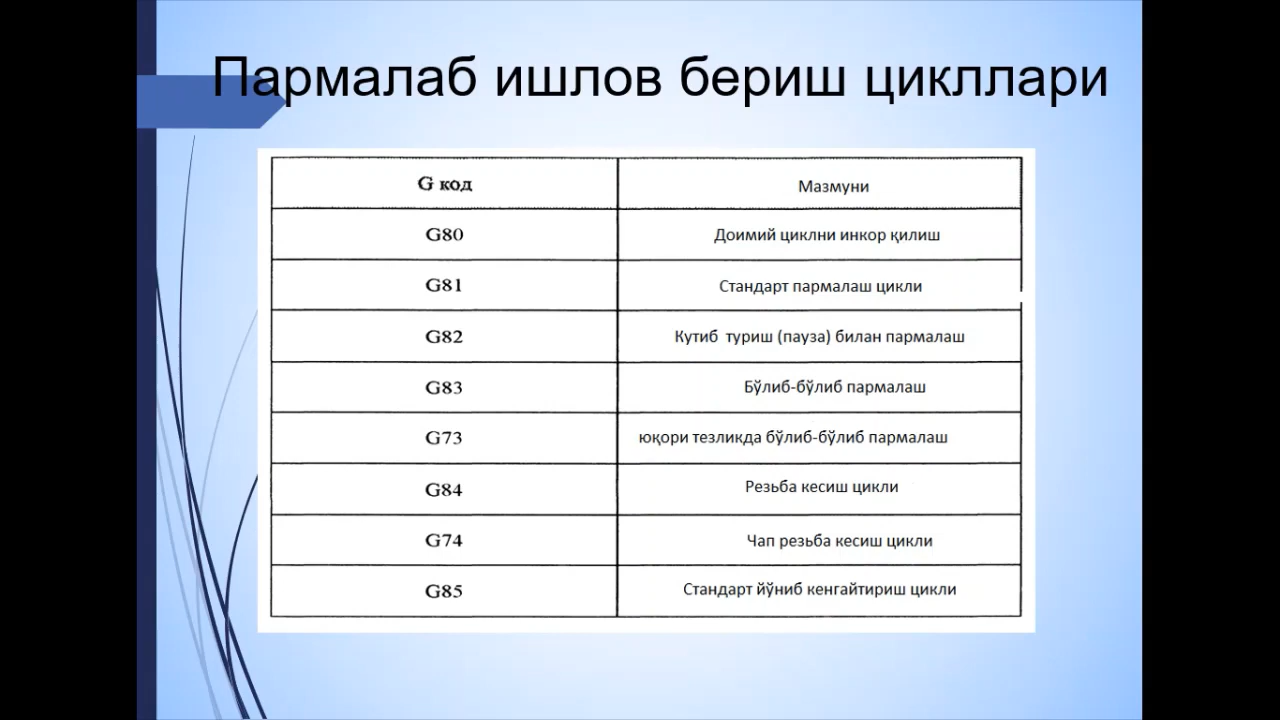 Пармалаб ишлов бериш цикллари
G код Мазмуни
G80 Доимий циклни инкор қилиш
G81 Стандарт пармалаш цикли
G82 Кутиб туриш (пауза) билан пармалаш
G83 Бўлиб-бўлиб пармалаш
G73 юқори тезликда бўлиб-бўлиб пармалаш
G84 Резьба кесиш цикли
G74 Чап резьба кесиш цикли
G85 Стандарт йўниб кенгайтириш цикли